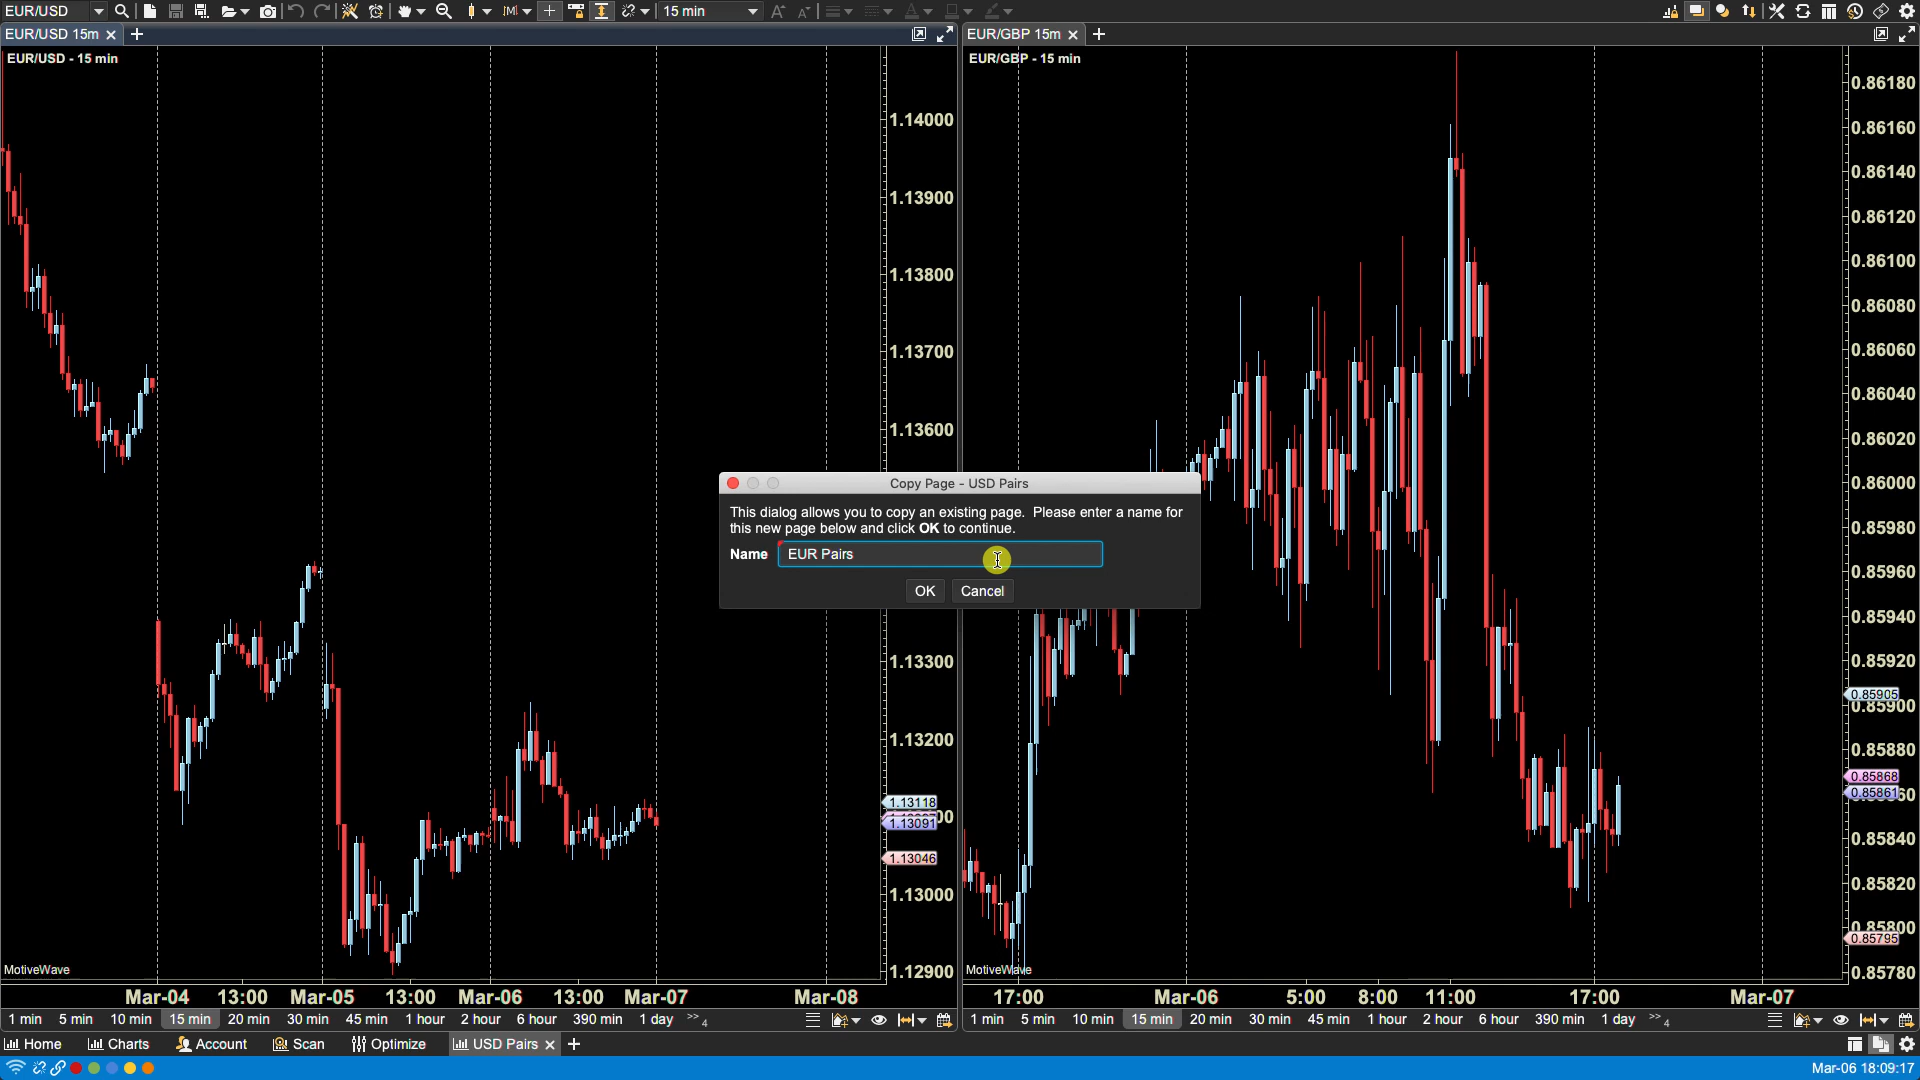 EUR/USD
15 min
EUR/USD 15m
EUR/GBP 15m
EUR/USD - 15 min
EUR/GBP - 15 min
1.14000
1.13900
1.13800
1.13700
1.13600
1.13300
1.13200
1.13118
1.13091
1.13046
1.13000
1.12900
0.86180
0.86160
0.86140
0.86120
0.86100
0.86080
0.86060
0.86040
0.86020
0.86000
0.85980
0.85960
0.85940
0.85920
0.85905
0.85900
0.85880
0.85868
0.85861
0.85840
0.85820
0.85800
0.85795
0.85780
Copy Page - USD Pairs
This dialog allows you to copy an existing page. Please enter a name for
this new page below and click OK to continue.
Name EUR Pairs
OK Cancel
MotiveWave
MotiveWave
Mar-04 13:00 Mar-05 13:00 Mar-06 13:00 Mar-07 Mar-08
17:00 Mar-06 5:00 8:00 11:00 17:00 Mar-07
1 min 5 min 10 min 15 min 20 min 30 min 45 min 1 hour 2 hour 6 hour 390 min 1 day >> 4
1 min 5 min 10 min 15 min 20 min 30 min 45 min 1 hour 2 hour 6 hour 390 min 1 day >> 4
Home Charts Account Scan Optimize USD Pairs
Mar-06 18:09:17